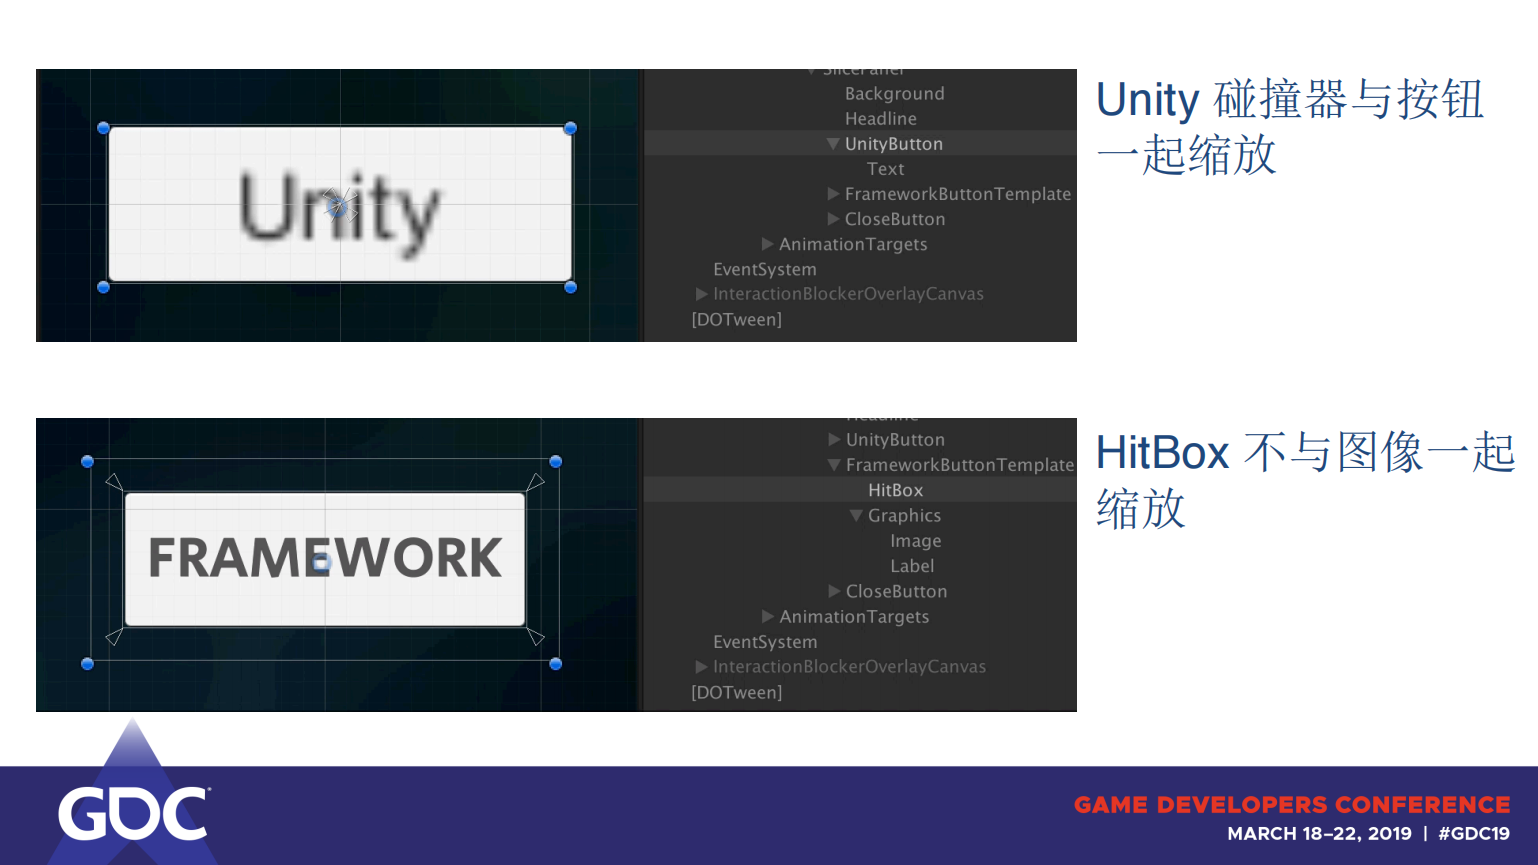 Unity
SlicePanel
Background
Headline
UnityButton
Text
FrameworkButtonTemplate
CloseButton
AnimationTargets
EventSystem
InteractionBlockerOverlayCanvas
[DOTween]
Unity 碰撞器与按钮
一起缩放
FRAMEWORK
Headline
UnityButton
FrameworkButtonTemplate
HitBox
Graphics
Image
Label
CloseButton
AnimationTargets
EventSystem
InteractionBlockerOverlayCanvas
[DOTween]
HitBox 不与图像一起
缩放
GDC
GAME DEVELOPERS CONFERENCE
MARCH 18–22, 2019 | #GDC19